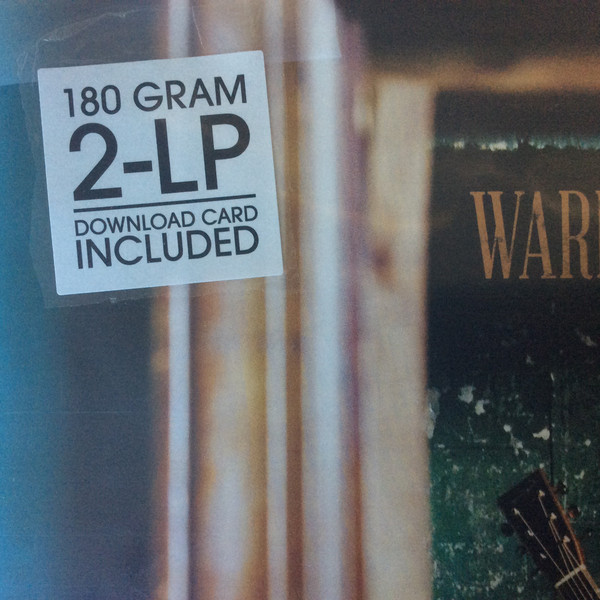 180 GRAM
2-LP
DOWNLOAD CARD
INCLUDED
WAR